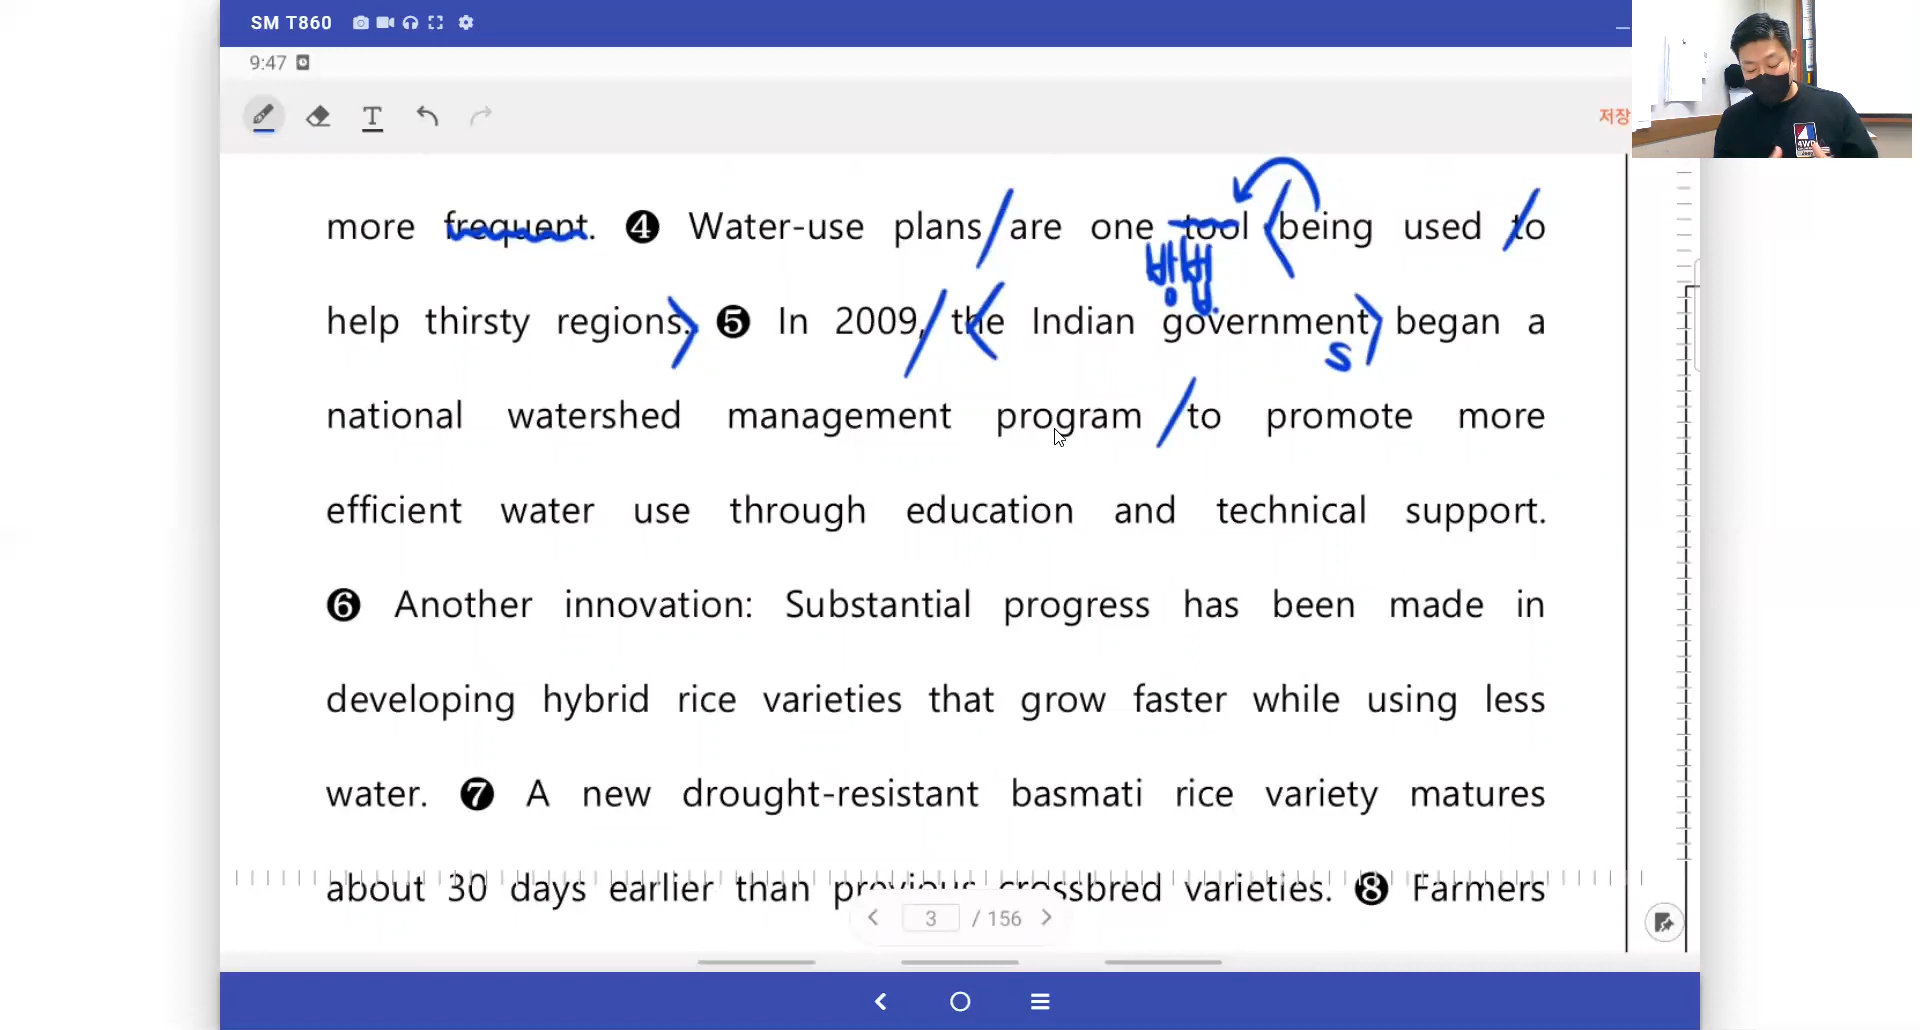 SM T860
9:47
저장
more frequent. ❹ Water-use plans are one tool being used to
방법
help thirsty regions. ❺ In 2009, the Indian government began a
s
national watershed management program to promote more
efficient water use through education and technical support.
❻ Another innovation: Substantial progress has been made in
developing hybrid rice varieties that grow faster while using less
water. ❼ A new drought-resistant basmati rice variety matures
about 30 days earlier than previous crossbred varieties. ❽ Farmers
3 / 156
4WD
Jeep